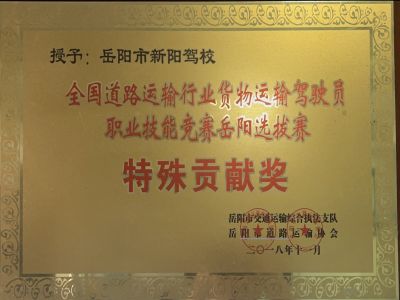 授予：岳阳市新阳驾校
全国道路运输行业货物运输驾驶员
职业技能竞赛岳阳选拔赛
特殊贡献奖
岳阳市交通运输综合执法支队
岳阳市道路运输协会
二〇一八年十一月